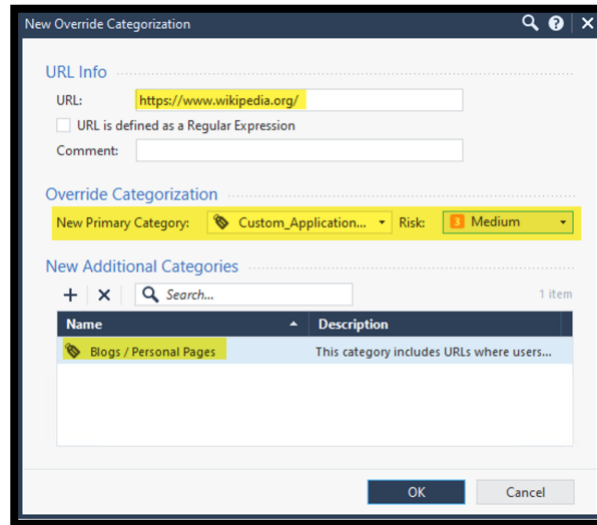 New Override Categorization
URL Info
URL: https://www.wikipedia.org/
URL is defined as a Regular Expression
Comment:
Override Categorization
New Primary Category: Custom_Application... Risk: 3 Medium
New Additional Categories
Search... 1 item
Name Description
Blogs / Personal Pages This category includes URLs where users...
OK Cancel